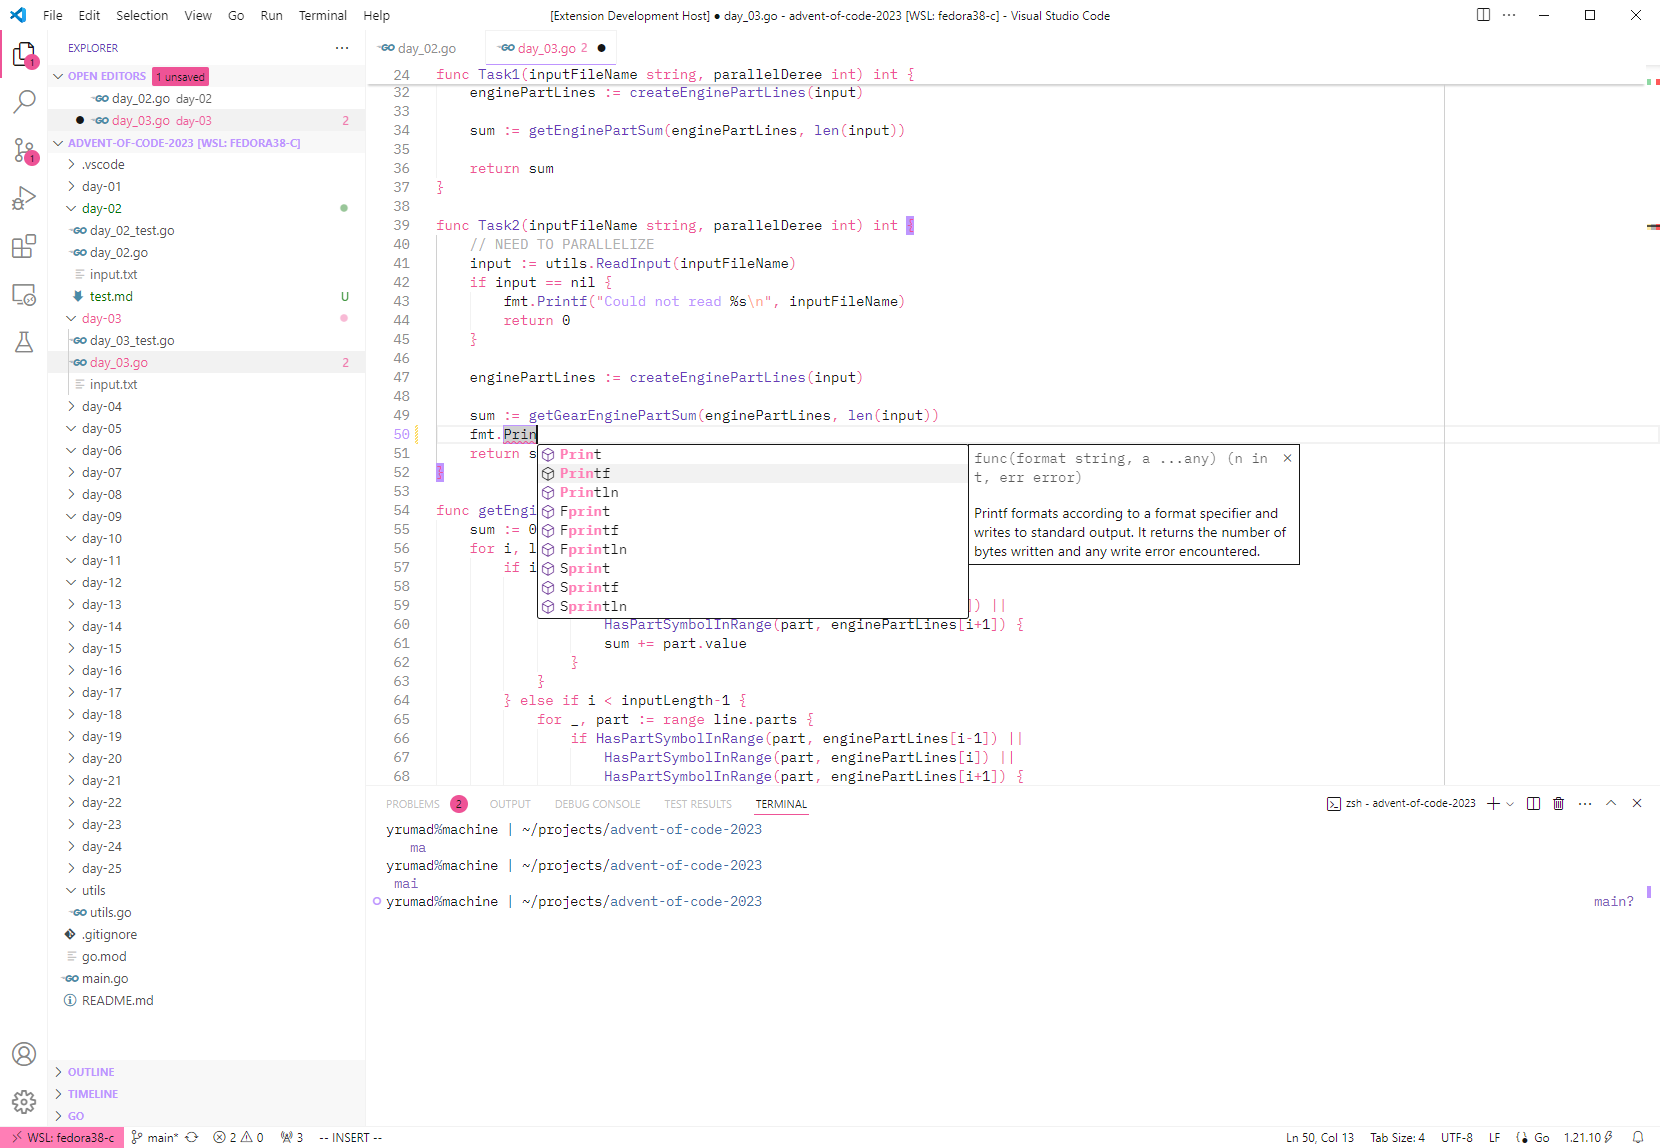 File Edit Selection View Go Run Terminal Help
[Extension Development Host] ● day_03.go - advent-of-code-2023 [WSL: fedora38-c] - Visual Studio Code
EXPLORER
OPEN EDITORS 1 unsaved
day_02.go day-02
day_03.go day-03 2
ADVENT-OF-CODE-2023 [WSL: FEDORA38-C]
.vscode
day-01
day-02
day_02_test.go
day_02.go
input.txt
test.md U
day-03
day_03_test.go
day_03.go 2
input.txt
day-04
day-05
day-06
day-07
day-08
day-09
day-10
day-11
day-12
day-13
day-14
day-15
day-16
day-17
day-18
day-19
day-20
day-21
day-22
day-23
day-24
day-25
utils
utils.go
.gitignore
go.mod
main.go
README.md
OUTLINE
TIMELINE
GO
day_02.go day_03.go 2
24 func Task1(inputFileName string, parallelDeree int) int {
32 enginePartLines := createEnginePartLines(input)
33
34 sum := getEnginePartSum(enginePartLines, len(input))
35
36 return sum
37 }
38
39 func Task2(inputFileName string, parallelDeree int) int {
40 // NEED TO PARALLELIZE
41 input := utils.ReadInput(inputFileName)
42 if input == nil {
43 fmt.Printf("Could not read %s\n", inputFileName)
44 return 0
45 }
46
47 enginePartLines := createEnginePartLines(input)
48
49 sum := getGearEnginePartSum(enginePartLines, len(input))
50 fmt.Prin
51 return s
52 }
53
54 func getEngi
55 sum := 0
56 for i, l
57 if i
58
59 ]) ||
60 HasPartSymbolInRange(part, enginePartLines[i+1]) {
61 sum += part.value
62 }
63 }
64 } else if i < inputLength-1 {
65 for _, part := range line.parts {
66 if HasPartSymbolInRange(part, enginePartLines[i-1]) ||
67 HasPartSymbolInRange(part, enginePartLines[i]) ||
68 HasPartSymbolInRange(part, enginePartLines[i+1]) {
Print
Printf
Println
Fprint
Fprintf
Fprintln
Sprint
Sprintf
Sprintln
func(format string, a ...any) (n in
t, err error)
Printf formats according to a format specifier and
writes to standard output. It returns the number of
bytes written and any write error encountered.
PROBLEMS 2 OUTPUT DEBUG CONSOLE TEST RESULTS TERMINAL
zsh - advent-of-code-2023
yrumad%machine | ~/projects/advent-of-code-2023
ma
yrumad%machine | ~/projects/advent-of-code-2023
mai
yrumad%machine | ~/projects/advent-of-code-2023 main?
WSL: fedora38-c main* 2 0 3 -- INSERT --
Ln 50, Col 13 Tab Size: 4 UTF-8 LF Go 1.21.10